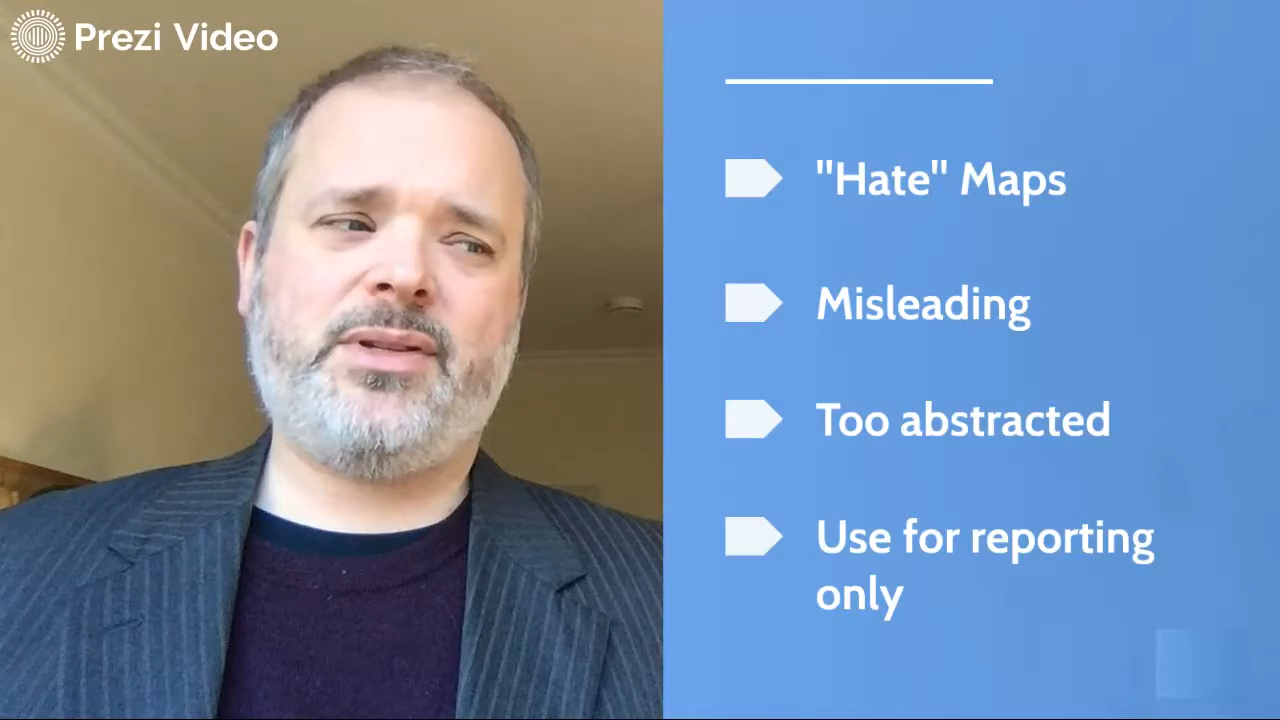 Prezi Video
"Hate" Maps
Misleading
Too abstracted
Use for reporting
only